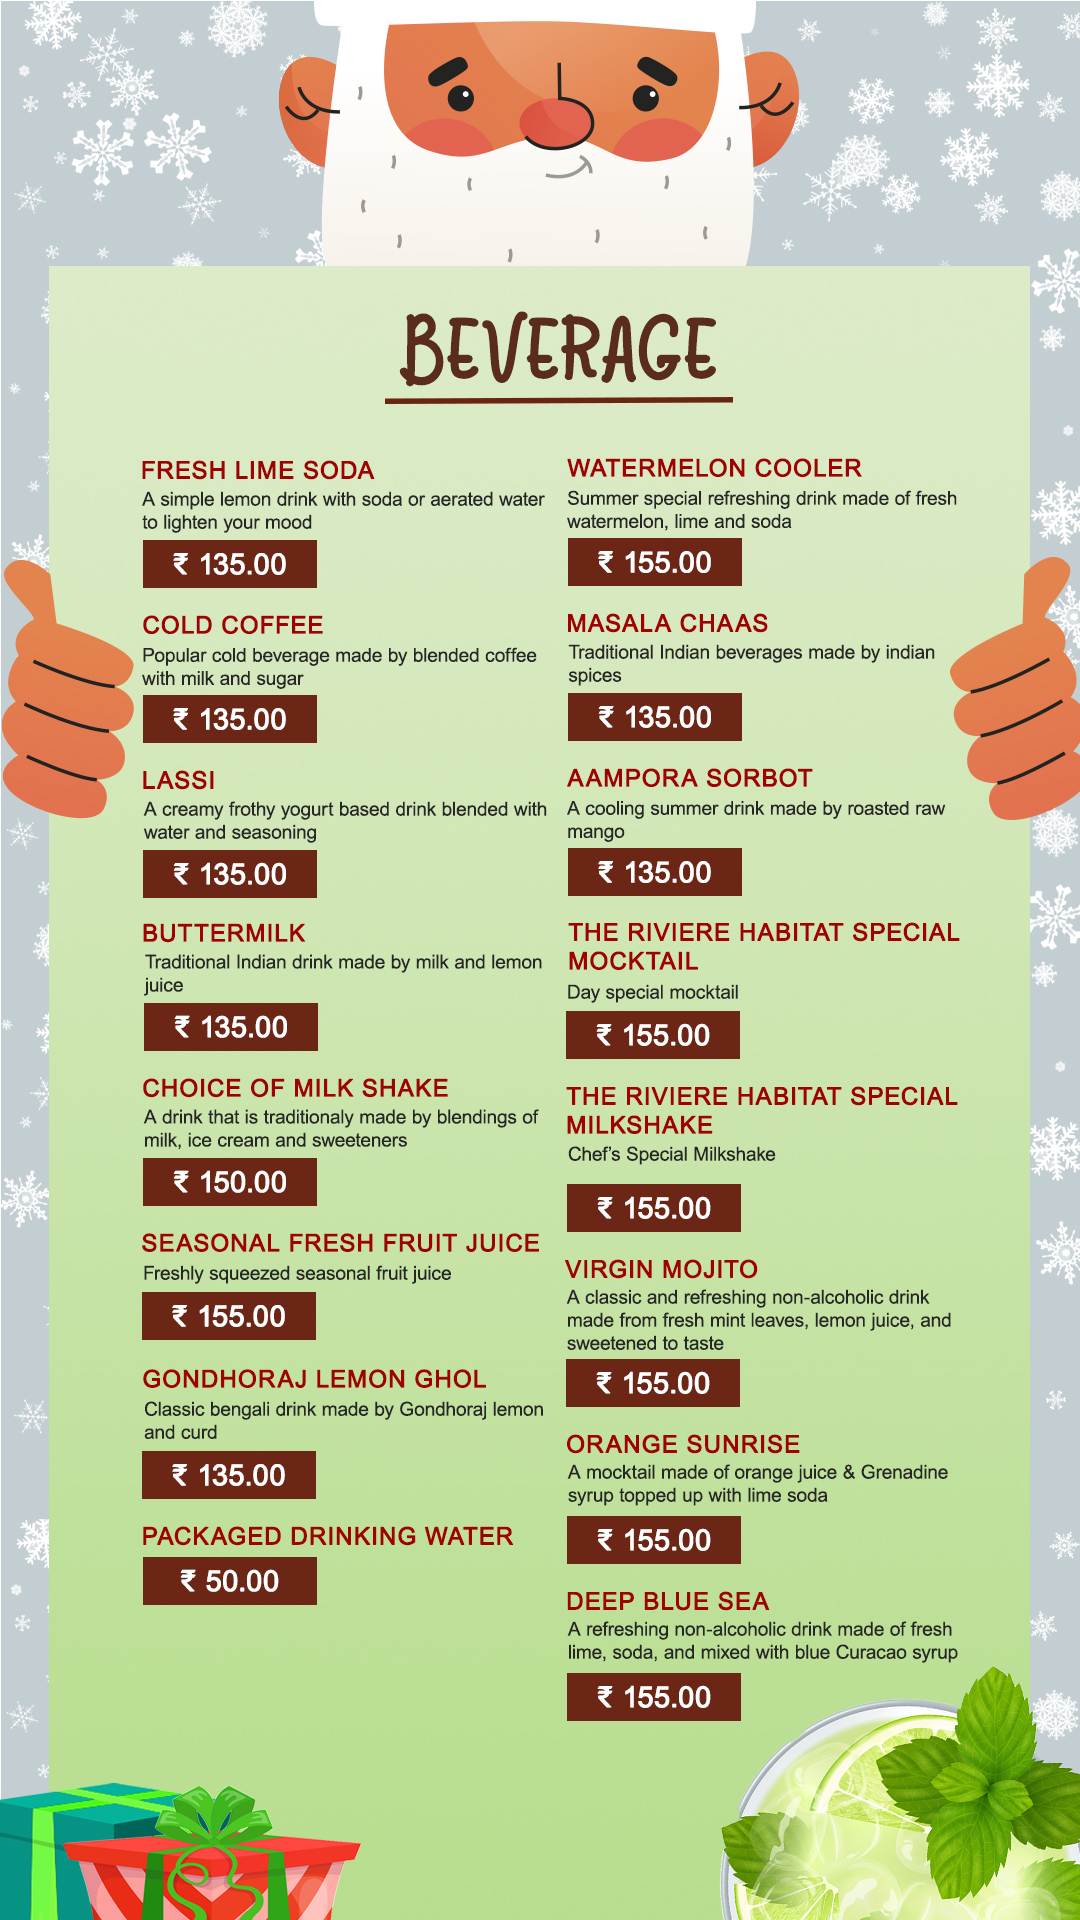 BEVERAGE
FRESH LIME SODA
A simple lemon drink with soda or aerated water
to lighten your mood
₹ 135.00
COLD COFFEE
Popular cold beverage made by blended coffee
with milk and sugar
₹ 135.00
LASSI
A creamy frothy yogurt based drink blended with
water and seasoning
₹ 135.00
BUTTERMILK
Traditional Indian drink made by milk and lemon
juice
₹ 135.00
CHOICE OF MILK SHAKE
A drink that is traditionaly made by blendings of
milk, ice cream and sweeteners
₹ 150.00
SEASONAL FRESH FRUIT JUICE
Freshly squeezed seasonal fruit juice
₹ 155.00
GONDHORAJ LEMON GHOL
Classic bengali drink made by Gondhoraj lemon
and curd
₹ 135.00
PACKAGED DRINKING WATER
₹ 50.00
WATERMELON COOLER
Summer special refreshing drink made of fresh
watermelon, lime and soda
₹ 155.00
MASALA CHAAS
Traditional Indian beverages made by indian
spices
₹ 135.00
AAMPORA SORBOT
A cooling summer drink made by roasted raw
mango
₹ 135.00
THE RIVIERE HABITAT SPECIAL
MOCKTAIL
Day special mocktail
₹ 155.00
THE RIVIERE HABITAT SPECIAL
MILKSHAKE
Chef's Special Milkshake
₹ 155.00
VIRGIN MOJITO
A classic and refreshing non-alcoholic drink
made from fresh mint leaves, lemon juice, and
sweetened to taste
₹ 155.00
ORANGE SUNRISE
A mocktail made of orange juice & Grenadine
syrup topped up with lime soda
₹ 155.00
DEEP BLUE SEA
A refreshing non-alcoholic drink made of fresh
lime, soda, and mixed with blue Curacao syrup
₹ 155.00